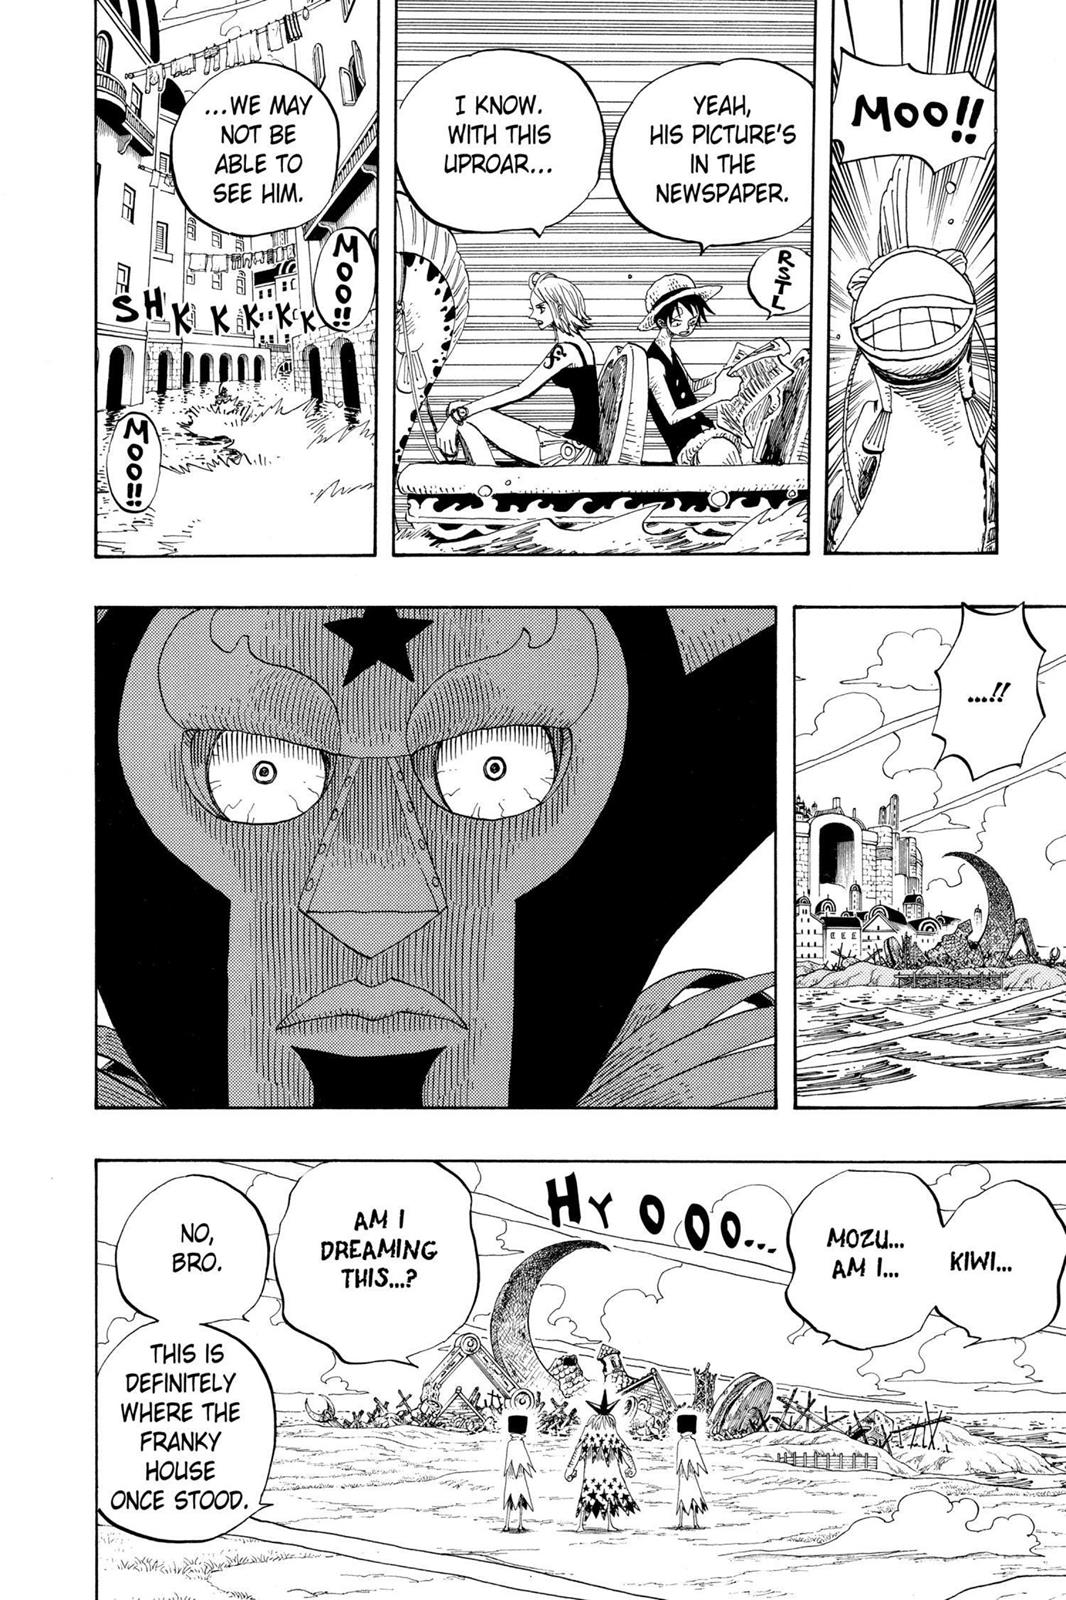 MOO!!
YEAH,
HIS PICTURE'S
IN THE
NEWSPAPER.
RSTL
I KNOW.
WITH THIS
UPROAR...
...WE MAY
NOT BE
ABLE TO
SEE HIM.
MOO!!
SHKKKKKK
MOO!!
...!!
KIWI...
MOZU...
AM I...
HYOOOO...
AM I
DREAMING
THIS...?
NO,
BRO.
THIS IS
DEFINITELY
WHERE THE
FRANKY
HOUSE
ONCE STOOD.